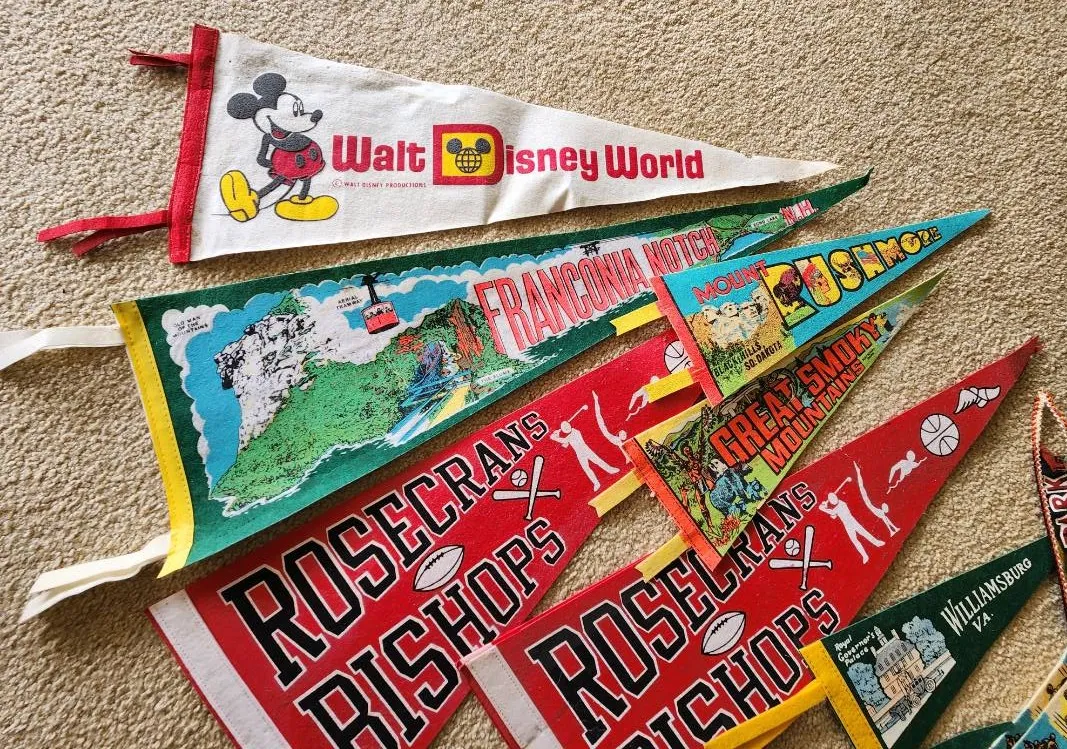 Walt Disney World
© WALT DISNEY PRODUCTIONS
FRANCONIA NOTCH
N.H.
OLD MAN
OF THE
MOUNTAINS
AERIAL
TRAMWAY
MOUNT
RUSHMORE
BLACK HILLS
SO. DAKOTA
GREAT SMOKY
MOUNTAINS
ROSECRANS
BISHOPS
ROSECRANS
BISHOPS
WILLIAMSBURG
VA.
Royal
Governor's
Palace